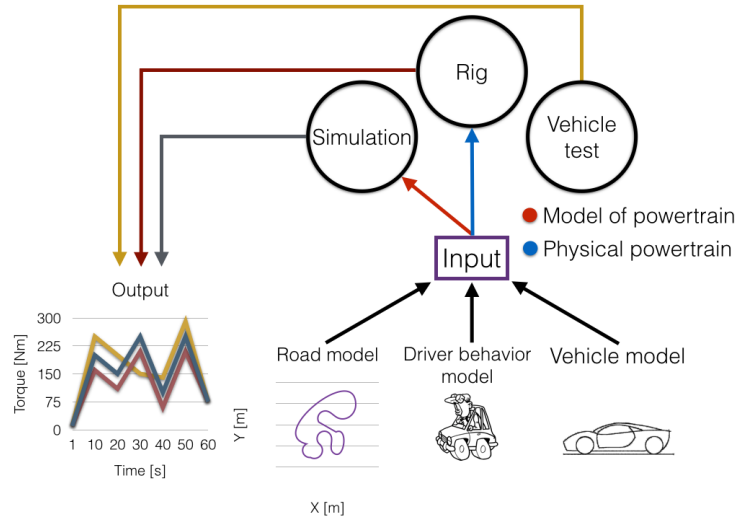 Rig
Simulation
Vehicle
test
Model of powertrain
Physical powertrain
Input
Output
300
225
150
75
0
Torque [Nm]
1 10 20 30 40 50 60
Time [s]
Road model
Driver behavior
model
Vehicle model
Y [m]
X [m]